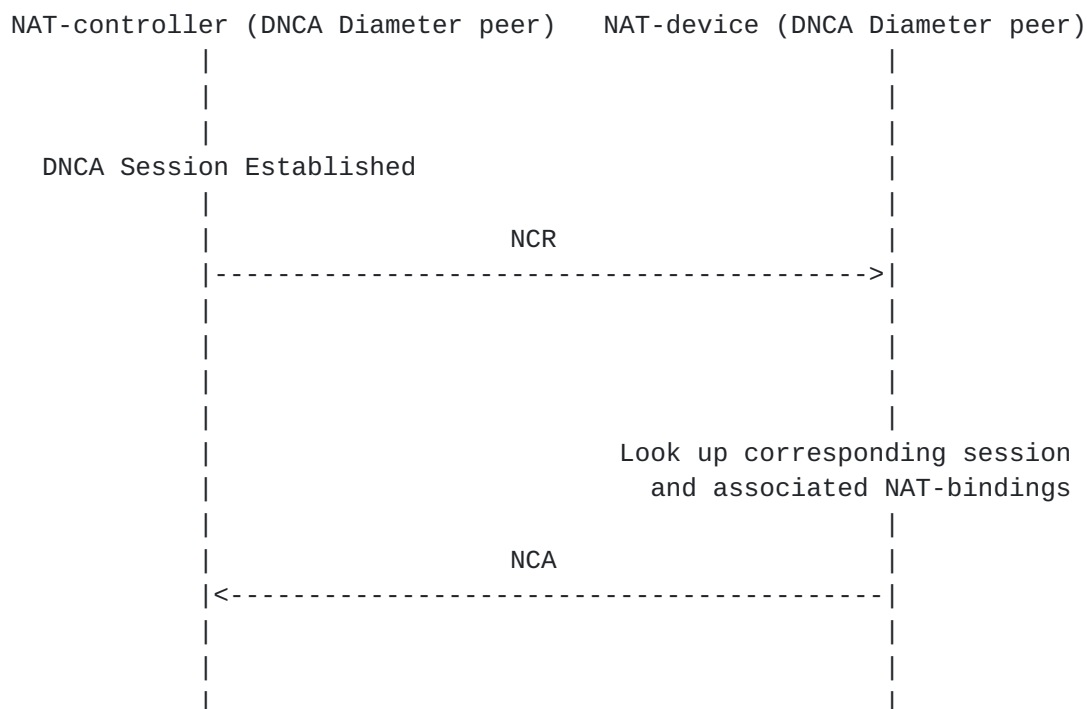 NAT-controller (DNCA Diameter peer)   NAT-device (DNCA Diameter peer)
DNCA Session Established
NCR
Look up corresponding session
and associated NAT-bindings
NCA